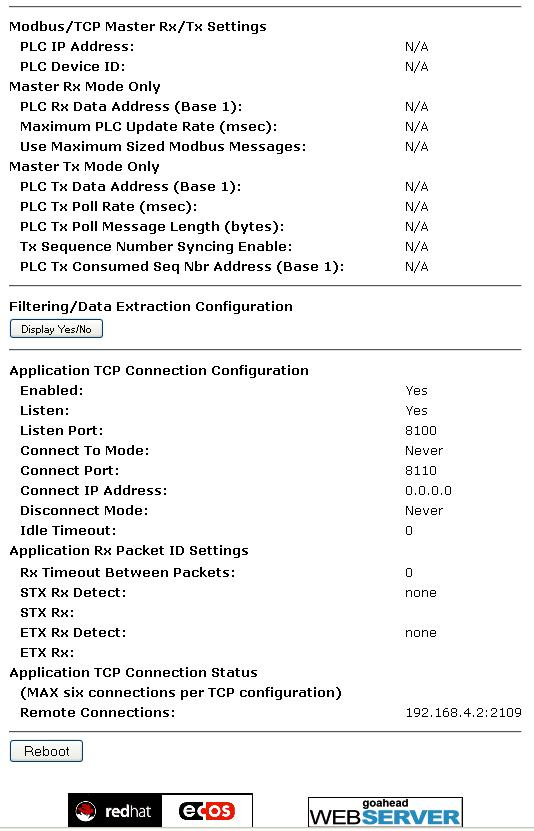 Modbus/TCP Master Rx/Tx Settings
PLC IP Address: N/A
PLC Device ID: N/A
Master Rx Mode Only
PLC Rx Data Address (Base 1): N/A
Maximum PLC Update Rate (msec): N/A
Use Maximum Sized Modbus Messages: N/A
Master Tx Mode Only
PLC Tx Data Address (Base 1): N/A
PLC Tx Poll Rate (msec): N/A
PLC Tx Poll Message Length (bytes): N/A
Tx Sequence Number Syncing Enable: N/A
PLC Tx Consumed Seq Nbr Address (Base 1): N/A
Filtering/Data Extraction Configuration
Display Yes/No
Application TCP Connection Configuration
Enabled: Yes
Listen: Yes
Listen Port: 8100
Connect To Mode: Never
Connect Port: 8110
Connect IP Address: 0.0.0.0
Disconnect Mode: Never
Idle Timeout: 0
Application Rx Packet ID Settings
Rx Timeout Between Packets: 0
STX Rx Detect: none
STX Rx:
ETX Rx Detect: none
ETX Rx:
Application TCP Connection Status
(MAX six connections per TCP configuration)
Remote Connections: 192.168.4.2:2109
Reboot
redhat eCos
goahead
WEBSERVER